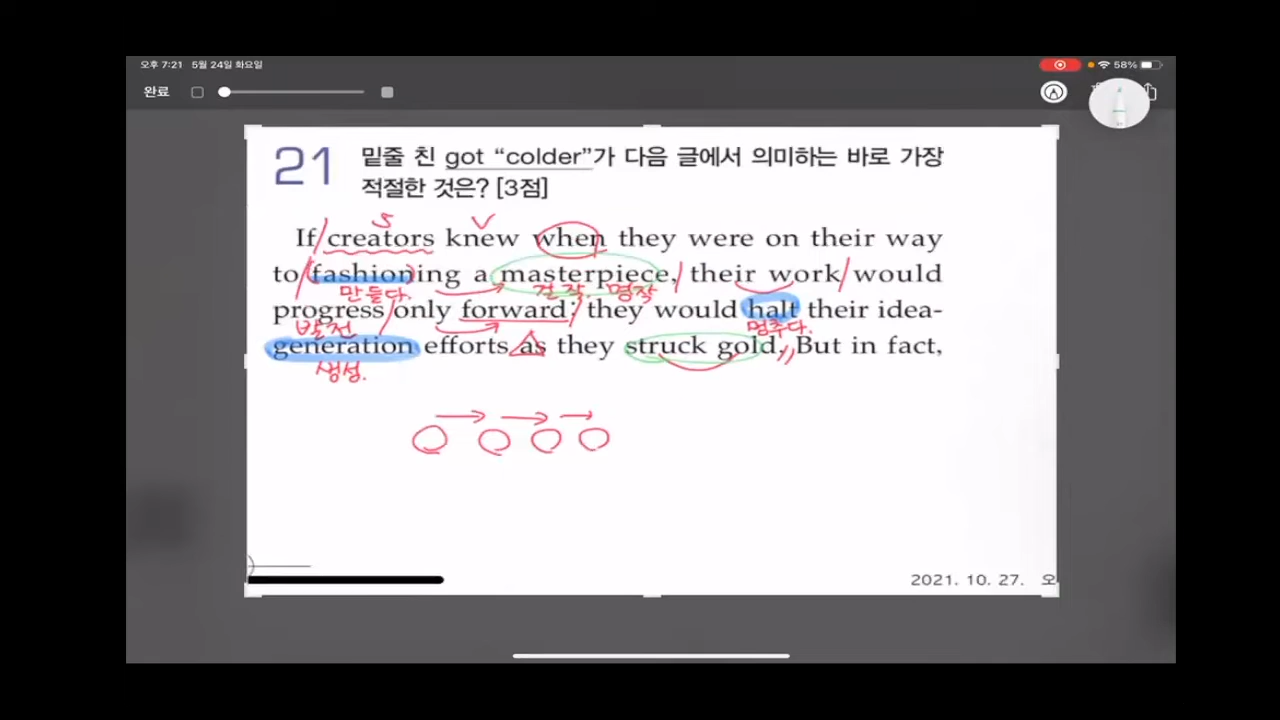 오후 7:21 5월 24일 화요일
58%
완료
21 밑줄 친 got “colder”가 다음 글에서 의미하는 바로 가장
적절한 것은? [3점]
S V
If creators knew when they were on their way
to fashioning a masterpiece, their work would
만들다. 걸작, 명작
progress only forward; they would halt their idea-
발전 멈추다.
generation efforts as they struck gold. But in fact,
생성.
2021. 10. 27. 오